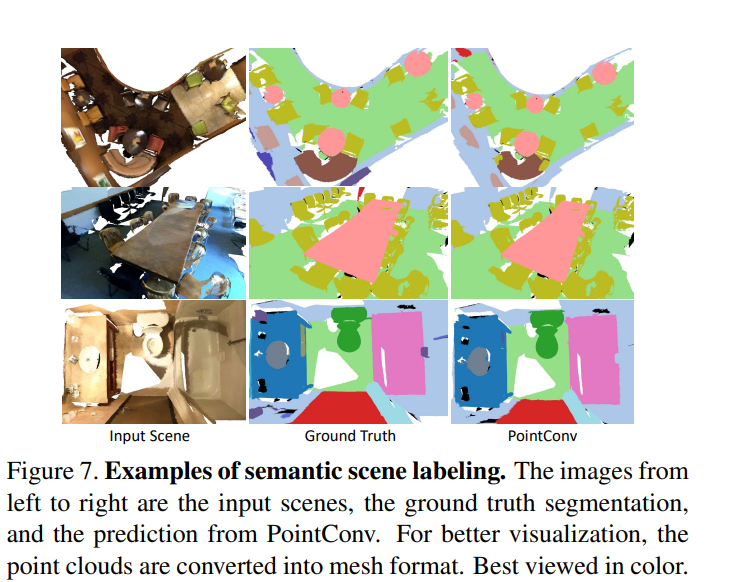 Input Scene
Ground Truth
PointConv
Figure 7. Examples of semantic scene labeling. The images from
left to right are the input scenes, the ground truth segmentation,
and the prediction from PointConv. For better visualization, the
point clouds are converted into mesh format. Best viewed in color.